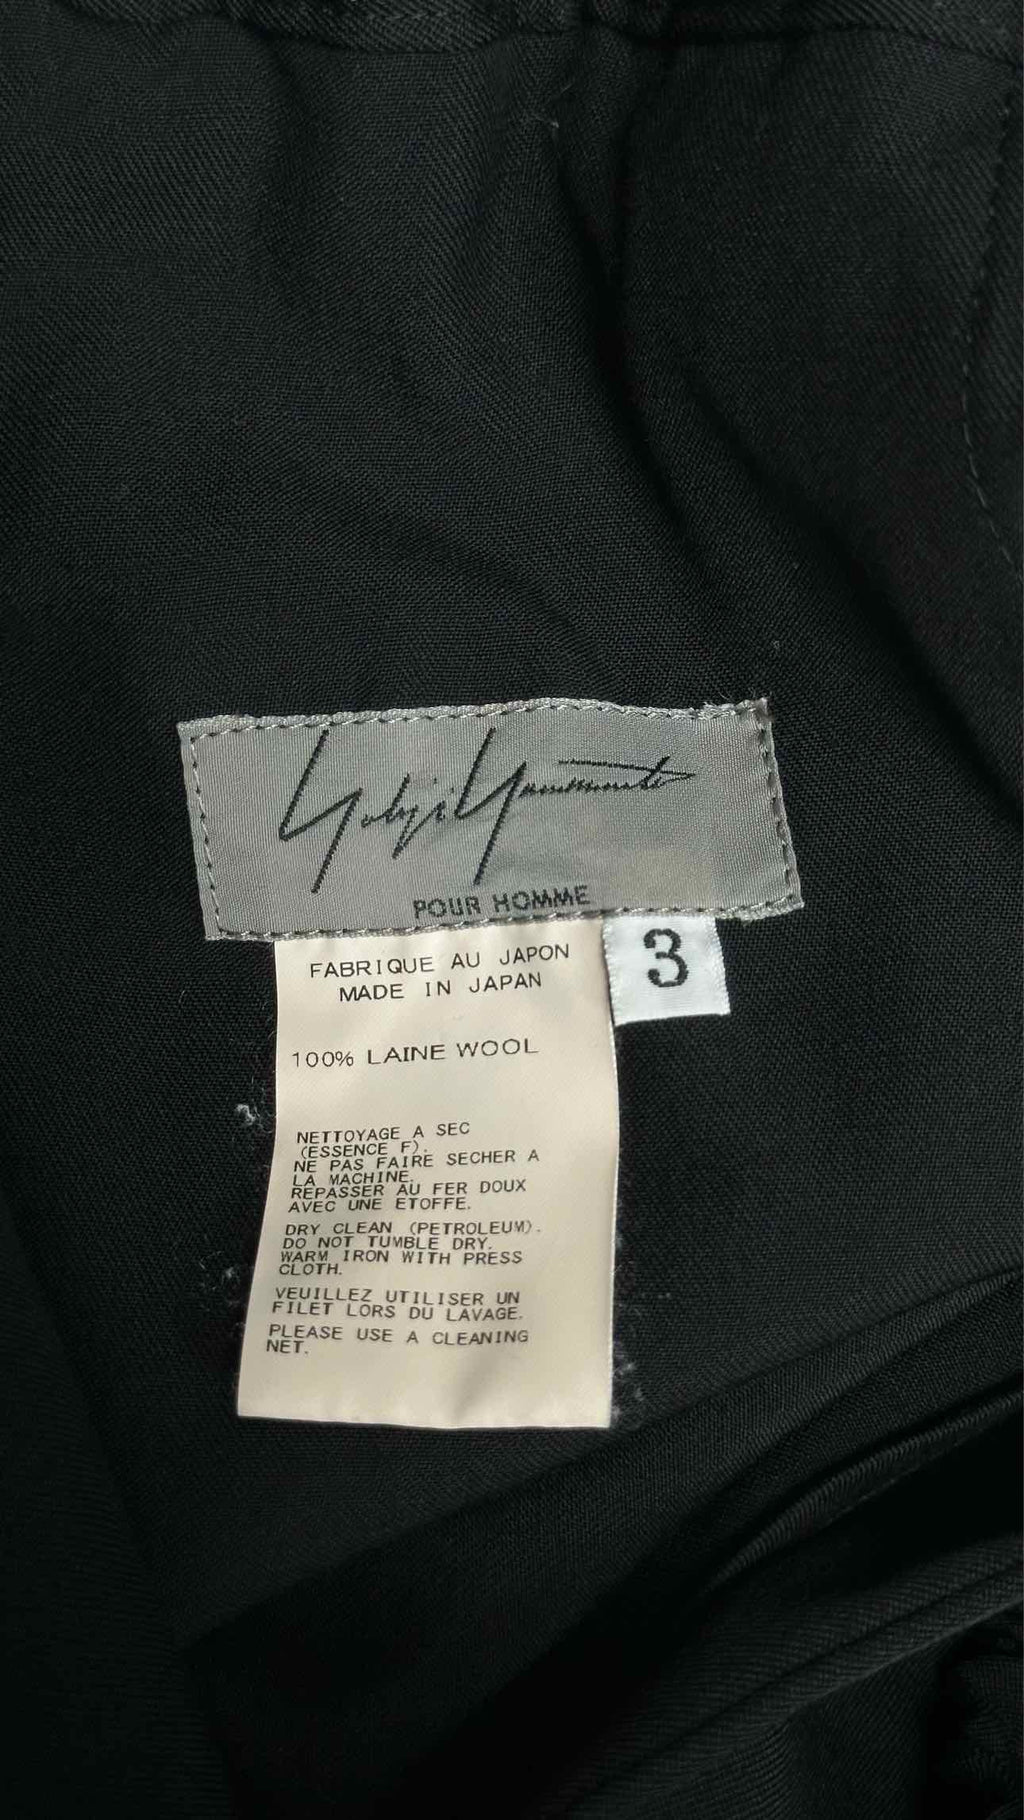 Yohji Yamamoto
POUR HOMME
3
FABRIQUE AU JAPON
MADE IN JAPAN
100% LAINE WOOL
NETTOYAGE A SEC
(ESSENCE F).
NE PAS FAIRE SECHER A
LA MACHINE.
REPASSER AU FER DOUX
AVEC UNE ETOFFE.
DRY CLEAN (PETROLEUM).
DO NOT TUMBLE DRY.
WARM IRON WITH PRESS
CLOTH.
VEUILLEZ UTILISER UN
FILET LORS DU LAVAGE.
PLEASE USE A CLEANING
NET.